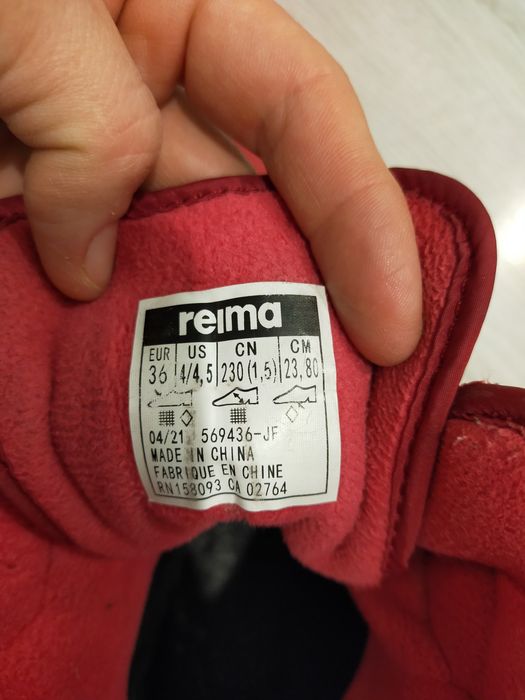 reima
EUR US CN CM
36 4/4,5 230(1,5) 23,80
04/21 569436-JF
MADE IN CHINA
FABRIQUE EN CHINE
RN158093 CA 02764